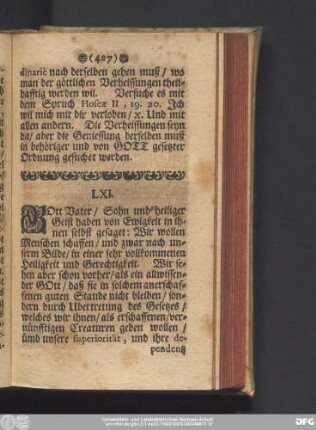 (407)
dinariè nach derselben gehen muß / wo
man der göttlichen Verheissungen theil-
hafftig werden wil. Versuche es mit
dem Spruch Hoseæ II, 19. 20. Ich
wil mich mit dir verloben / ꝛc. Und mit
allen andern. Die Verheissungen seyn
da / aber die Geniessung derselben muß
in behöriger und von GOTT gesetzter
Ordnung gesuchet werden.
LXI.
GOtt Vater / Sohn und heiliger
Geist haben von Ewigkeit in ih-
nen selbst gesaget: Wir wollen
Menschen schaffen / und zwar nach un-
serm Bilde / in einer sehr vollkommenen
Heiligkeit und Gerechtigkeit. Wir se-
hen aber schon vorher / als ein allwissen-
der GOtt / daß sie in solchem anerschaf-
fenen guten Stande nicht bleiben / son-
dern durch Ubertretung des Gesetzes /
welches wir ihnen / als erschaffenen / ver-
nünfftigen Creaturen geben wollen /
und unsere superiorität, und ihre de-
pendentz
DFG